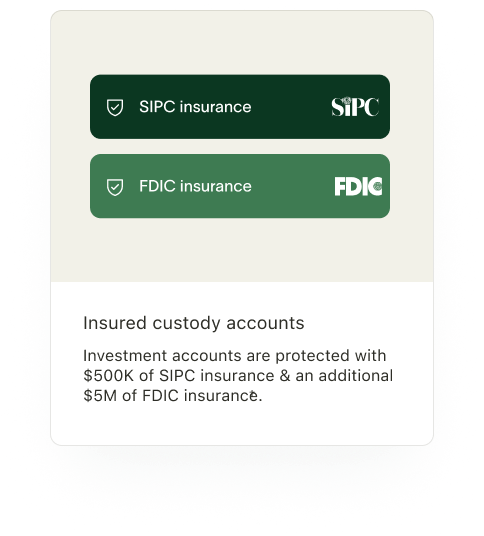 SIPC insurance SiPC
FDIC insurance FDIC
Insured custody accounts
Investment accounts are protected with
$500K of SIPC insurance & an additional
$5M of FDIC insurance.